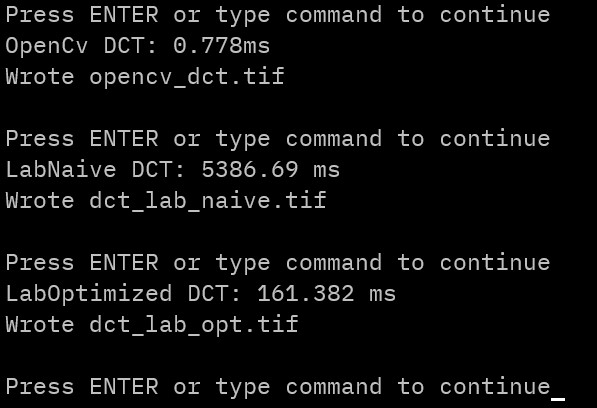 Press ENTER or type command to continue
OpenCv DCT: 0.778ms
Wrote opencv_dct.tif
Press ENTER or type command to continue
LabNaive DCT: 5386.69 ms
Wrote dct_lab_naive.tif
Press ENTER or type command to continue
LabOptimized DCT: 161.382 ms
Wrote dct_lab_opt.tif
Press ENTER or type command to continue